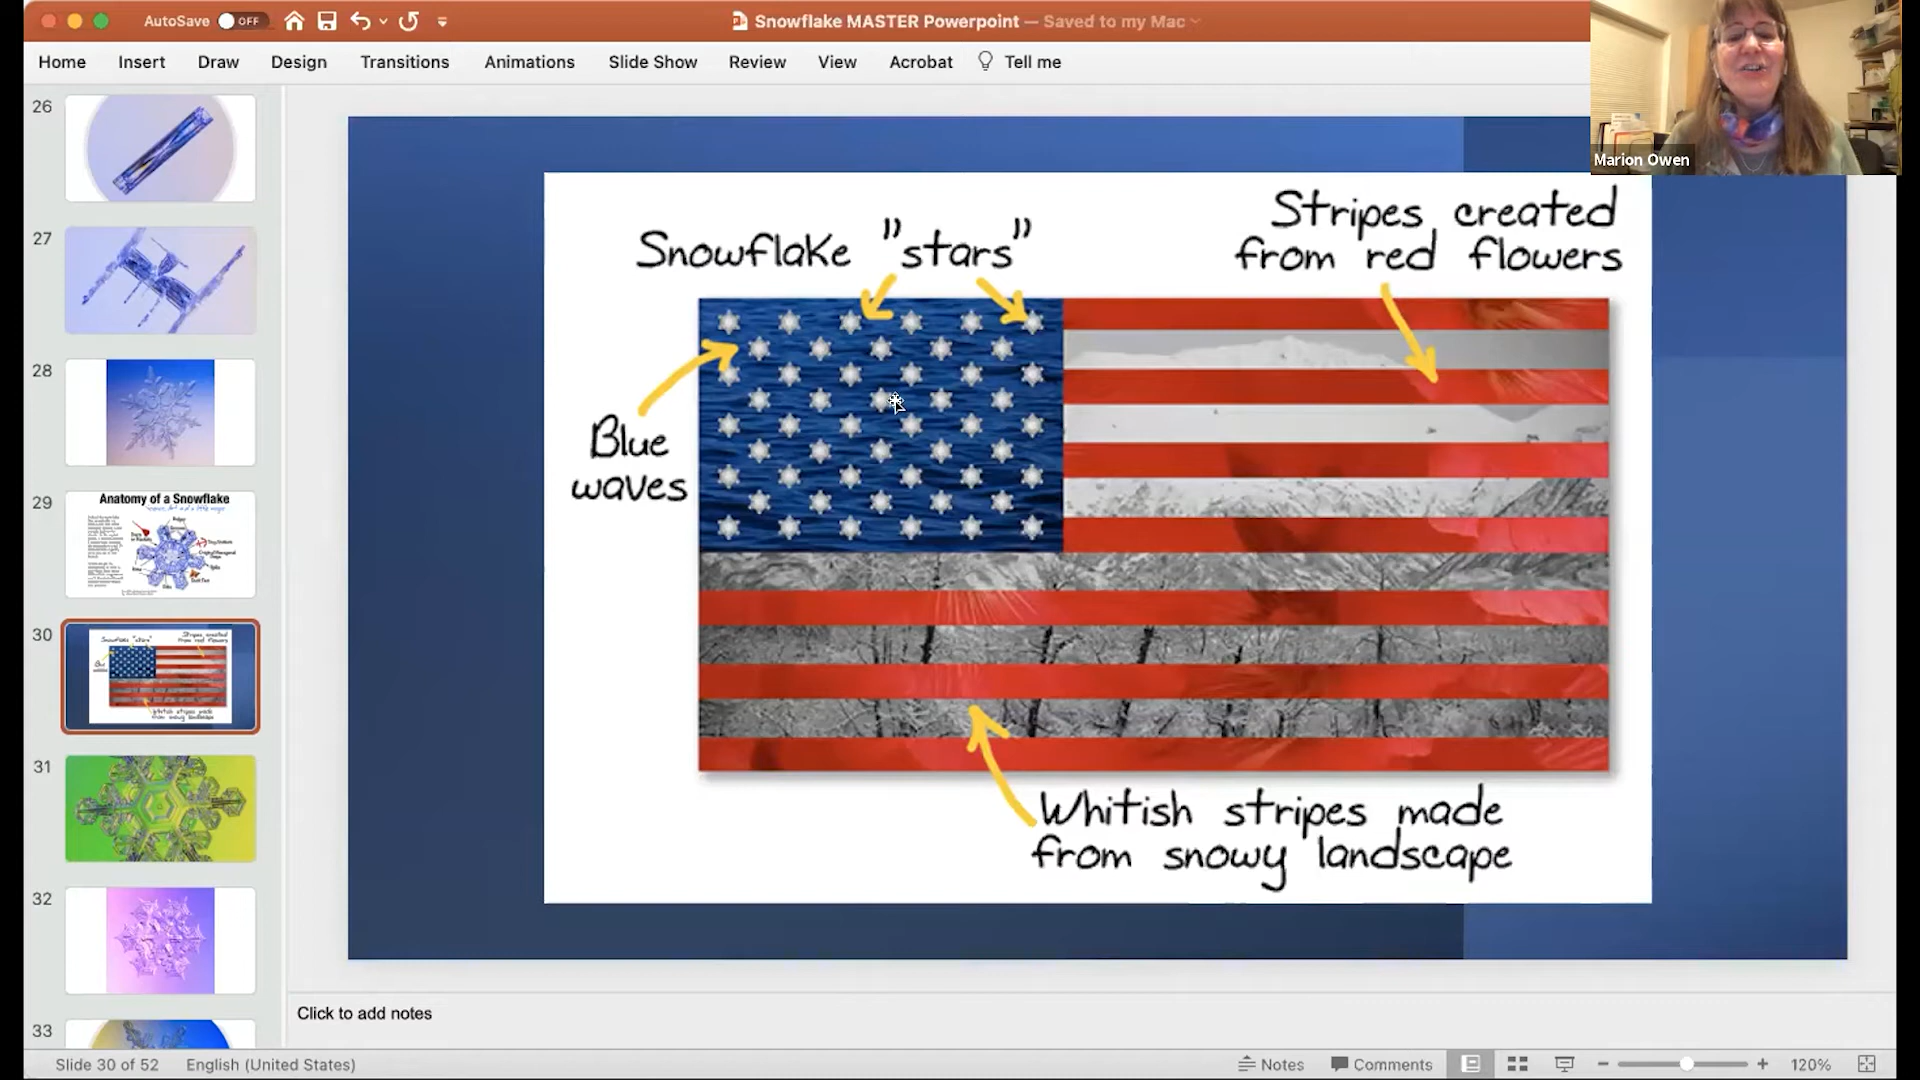 AutoSave OFF
Snowflake MASTER Powerpoint — Saved to my Mac
Home Insert Draw Design Transitions Animations Slide Show Review View Acrobat Tell me
Marion Owen
26
27
28
29
Anatomy of a Snowflake
30
31
32
33
Snowflake "stars"
Stripes created
from red flowers
Blue
waves
Whitish stripes made
from snowy landscape
Click to add notes
Slide 30 of 52 English (United States) Notes Comments 120%